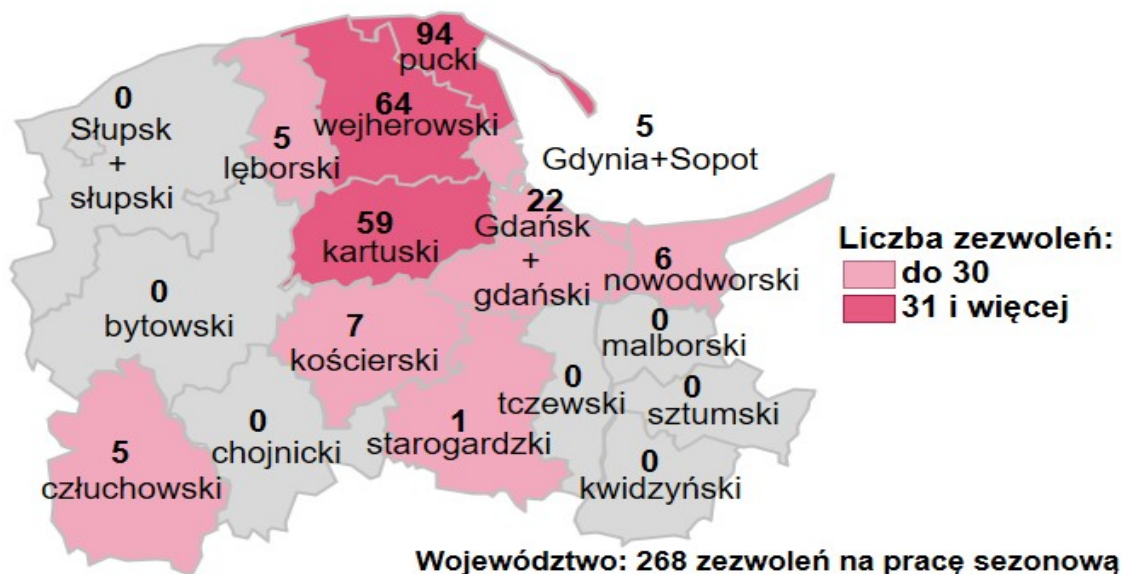 94
pucki
0
Słupsk
+
słupski
64
wejherowski
5
lęborski
5
Gdynia+Sopot
59
kartuski
22
Gdańsk
+
gdański
6
nowodworski
Liczba zezwoleń:
do 30
31 i więcej
0
bytowski
7
kościerski
0
malborski
0
tczewski
0
sztumski
5
człuchowski
0
chojnicki
1
starogardzki
0
kwidzyński
Województwo: 268 zezwoleń na pracę sezonową